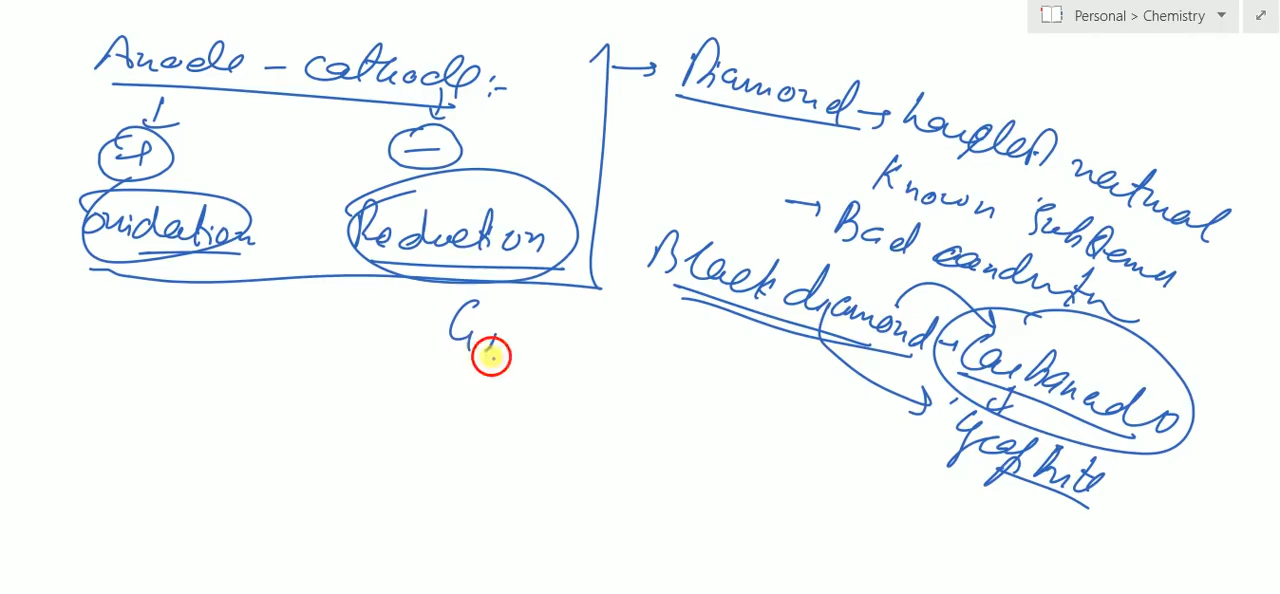 Personal > Chemistry
Anode - cathode :-
+ -
oxidation Reduction
→ Diamond → hardest natural
Known substance
→ Bad conductor
Black diamond - Carbonado
graphite
G